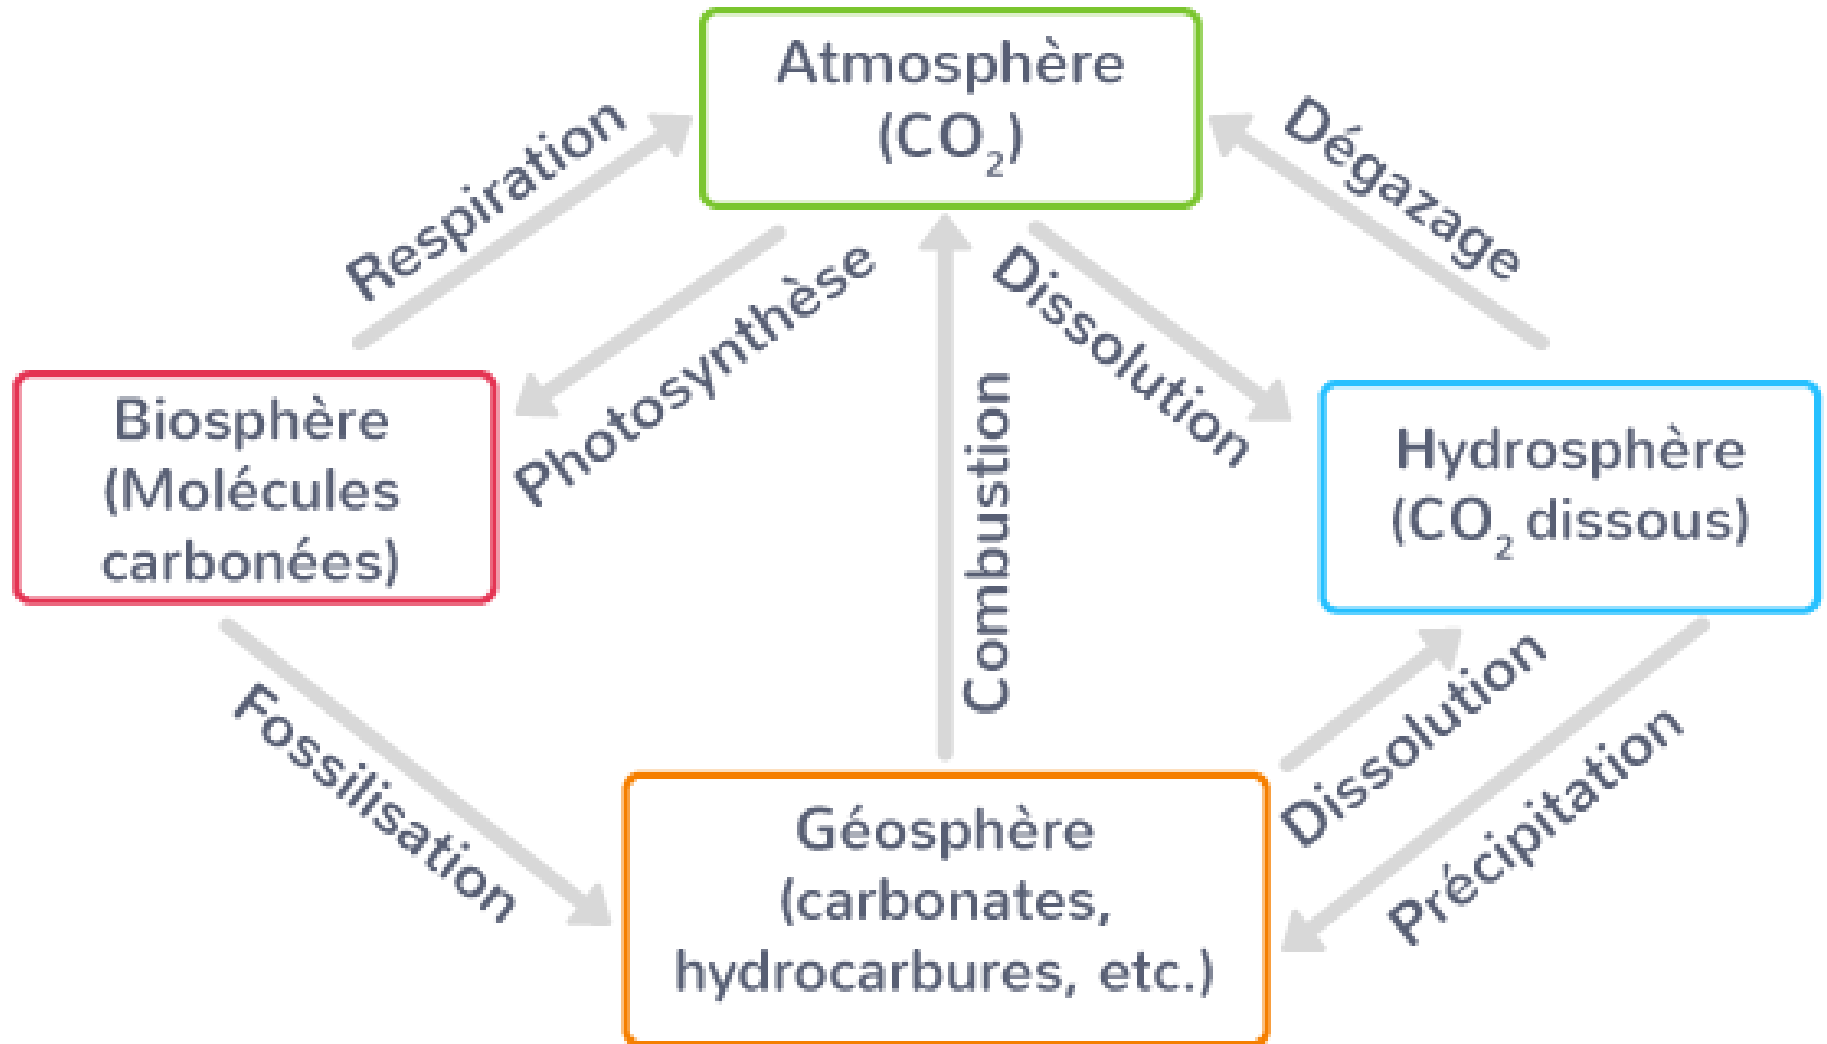 Atmosphère
(CO₂)
Respiration
Dégazage
Photosynthèse
Dissolution
Combustion
Biosphère
(Molécules
carbonées)
Hydrosphère
(CO₂ dissous)
Fossilisation
Dissolution
Précipitation
Géosphère
(carbonates,
hydrocarbures, etc.)